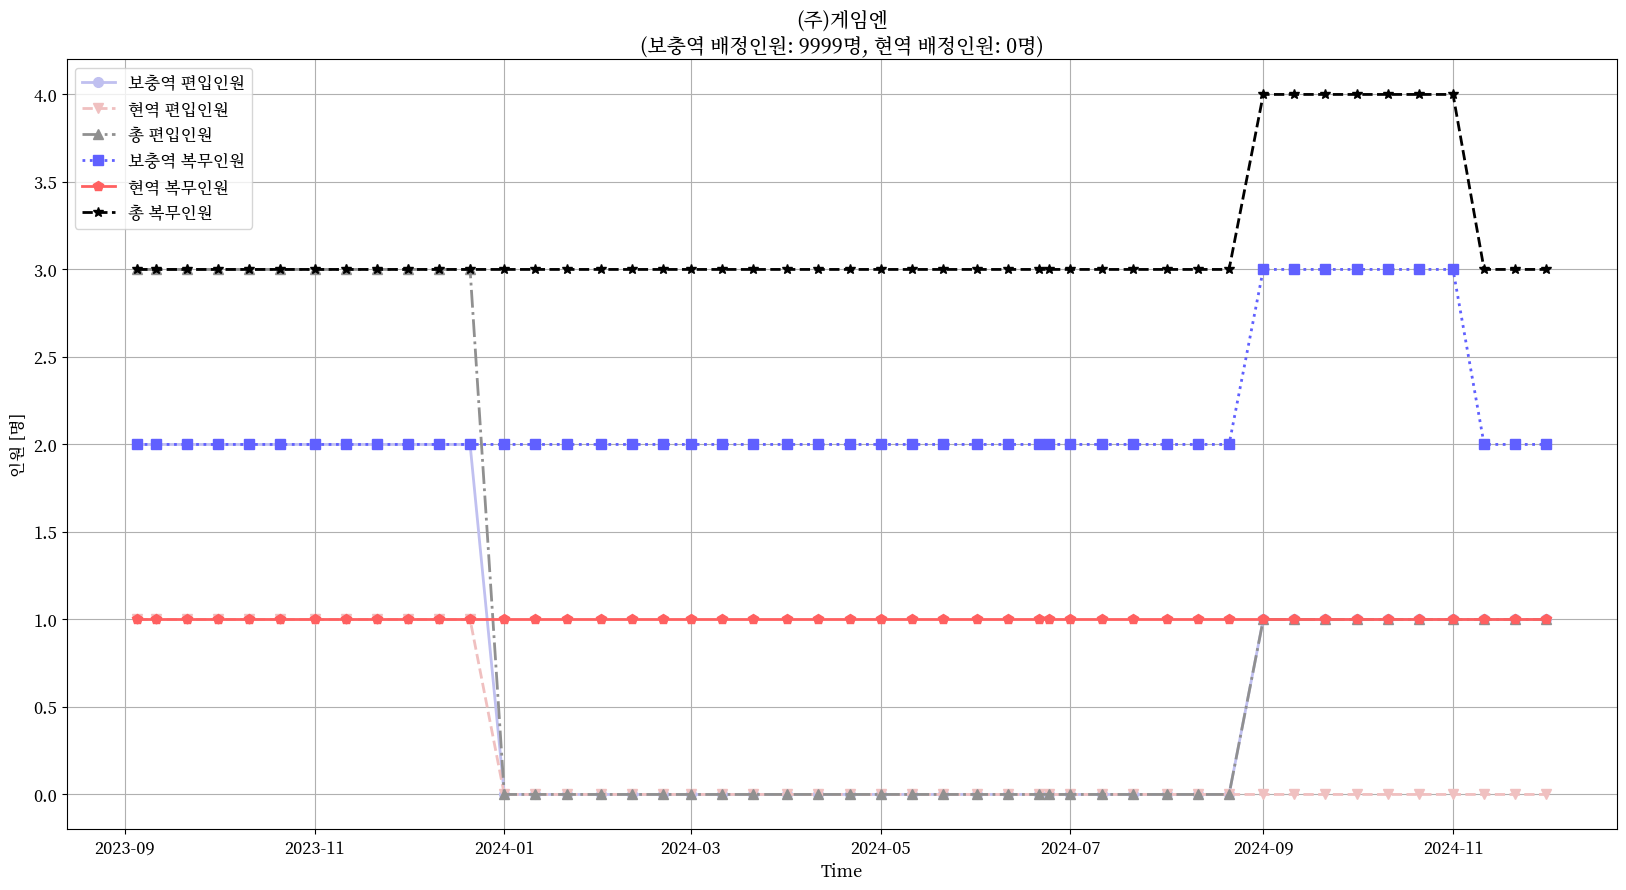 (주)게임엔
(보충역 배정인원: 9999명, 현역 배정인원: 0명)
보충역 편입인원
현역 편입인원
총 편입인원
보충역 복무인원
현역 복무인원
총 복무인원
4.0
3.5
3.0
2.5
2.0
1.5
1.0
0.5
0.0
인원 [명]
2023-09 2023-11 2024-01 2024-03 2024-05 2024-07 2024-09 2024-11
Time